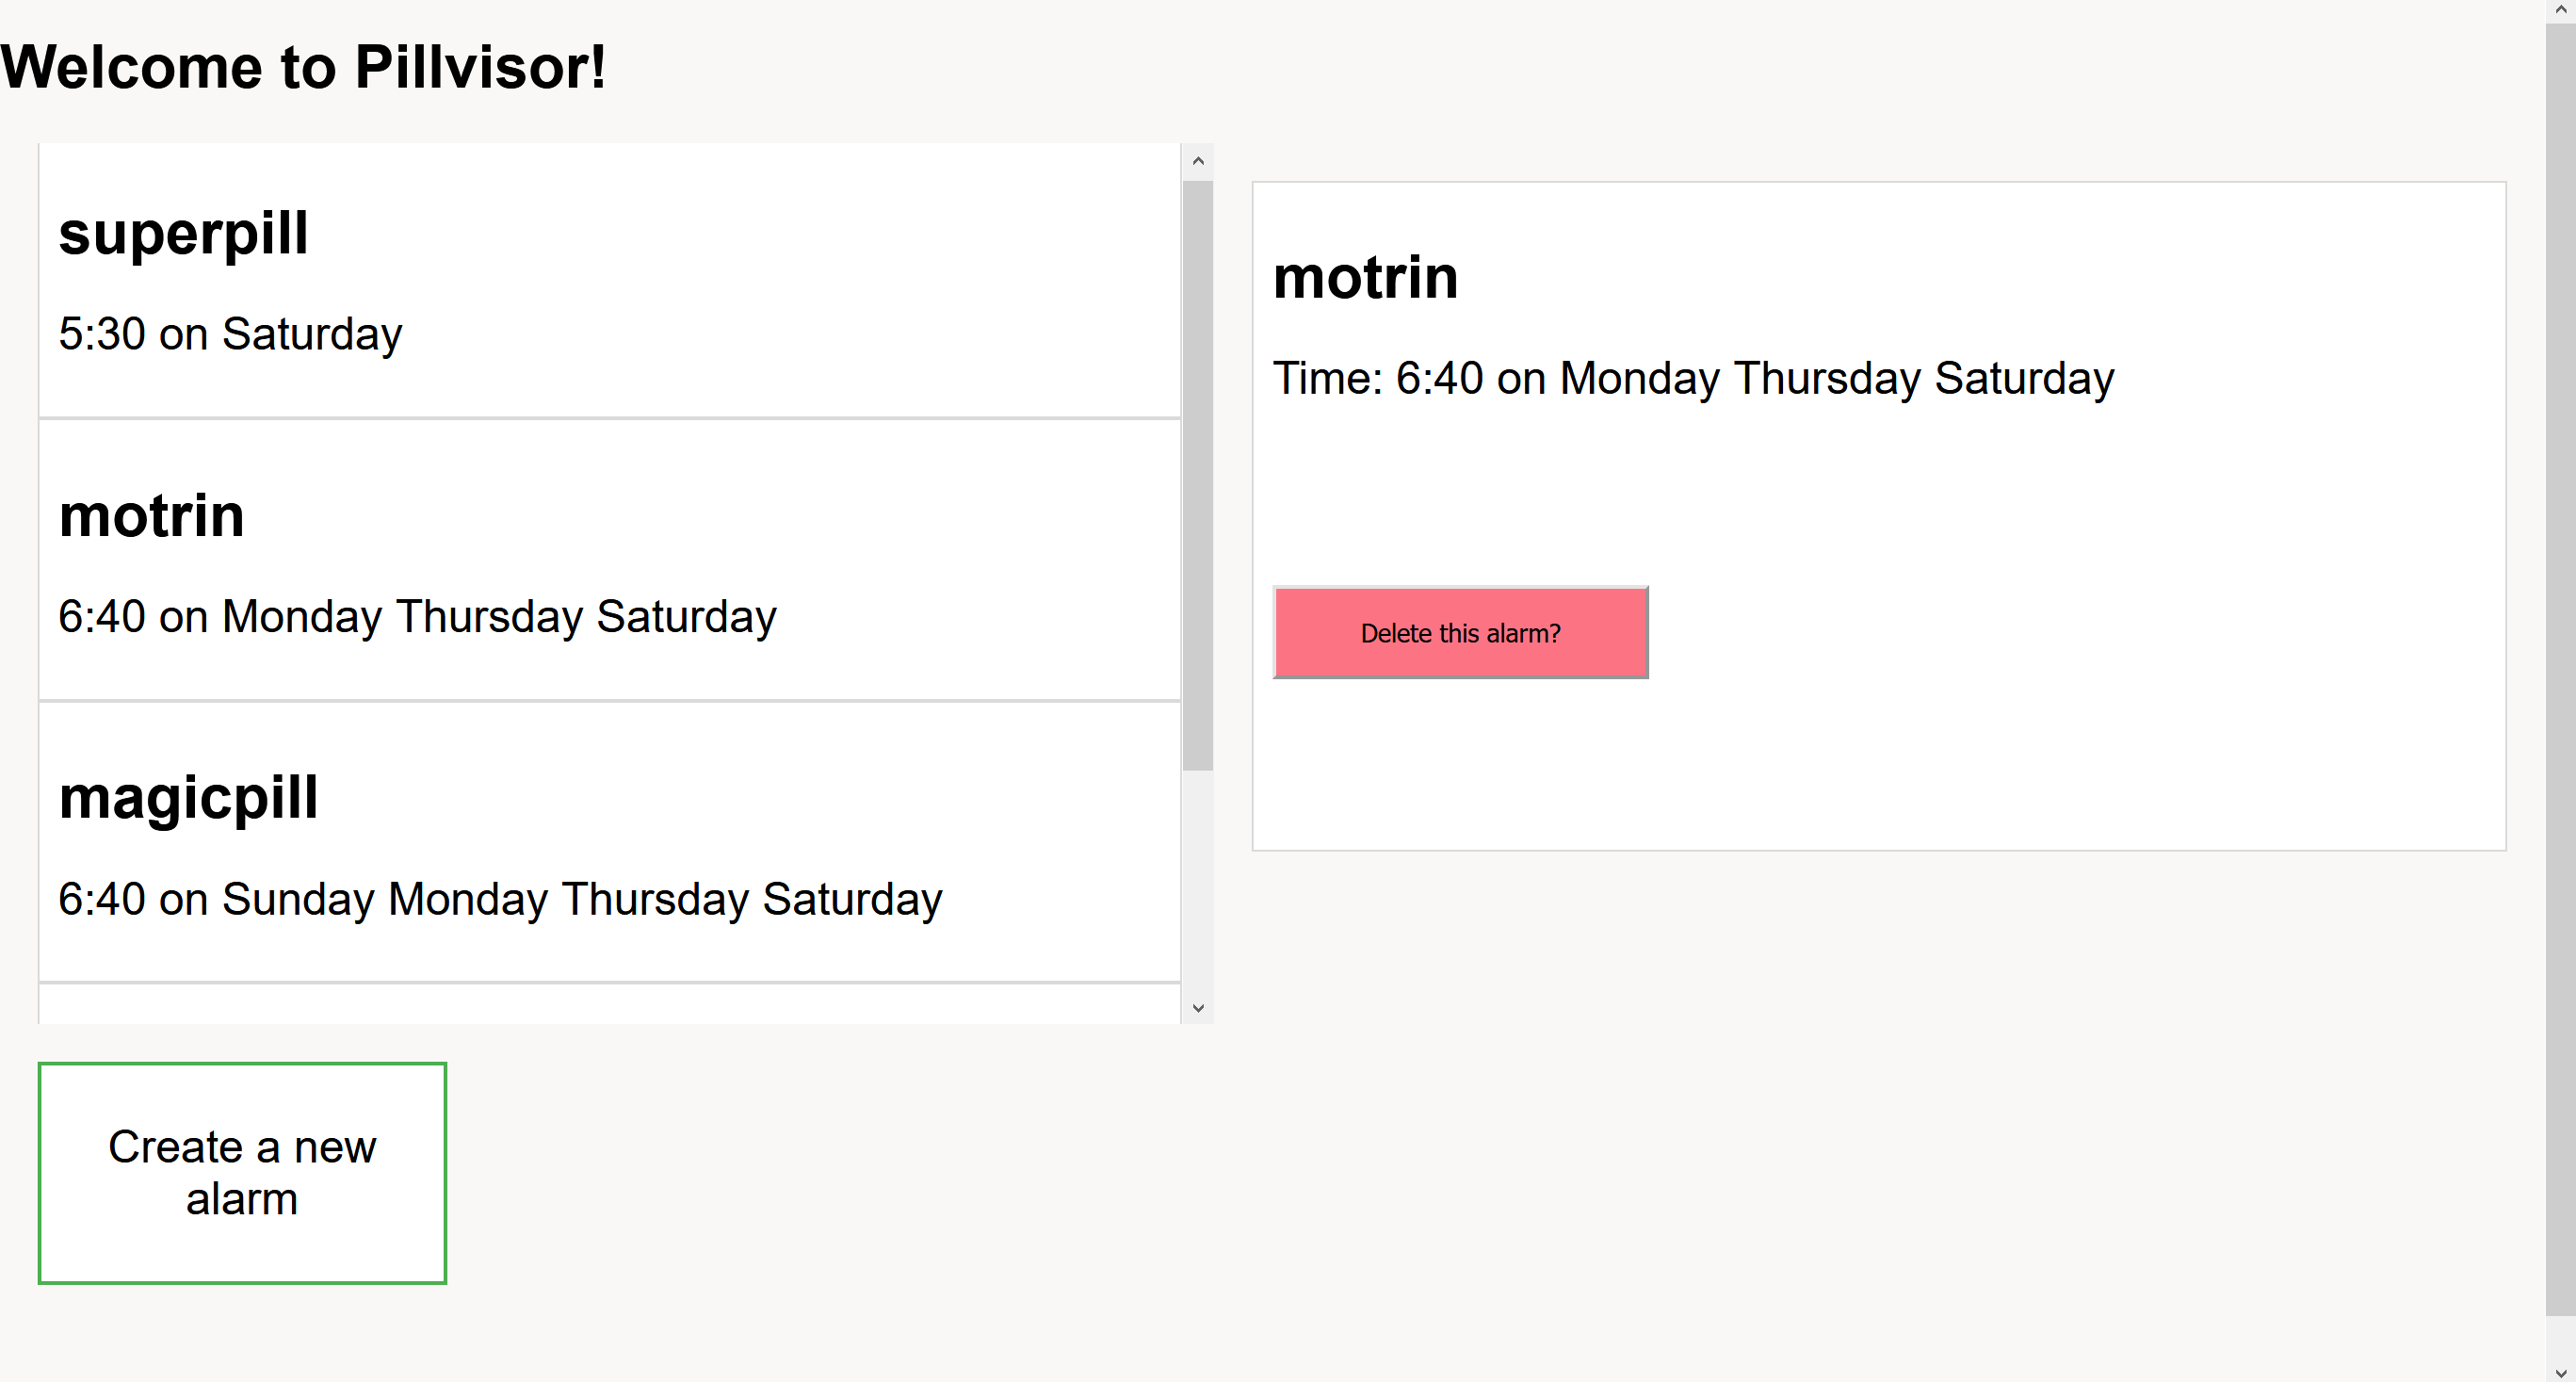 Welcome to Pillvisor!
superpill
5:30 on Saturday
motrin
6:40 on Monday Thursday Saturday
magicpill
6:40 on Sunday Monday Thursday Saturday
Create a new
alarm
motrin
Time: 6:40 on Monday Thursday Saturday
Delete this alarm?